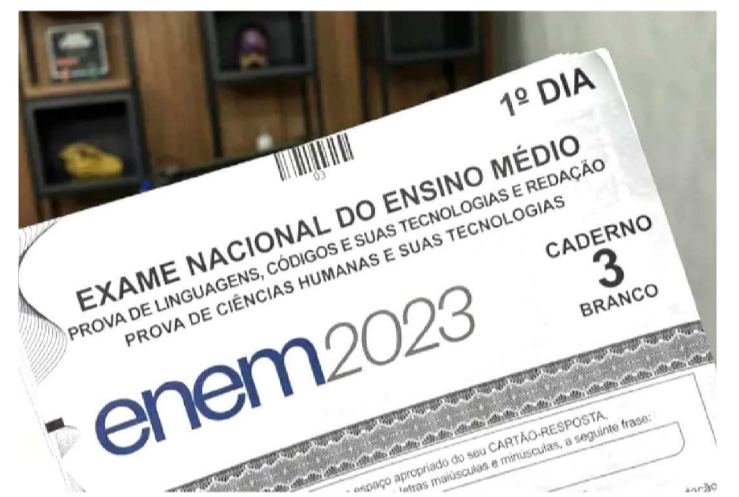 1º DIA
03
EXAME NACIONAL DO ENSINO MÉDIO
PROVA DE LINGUAGENS, CÓDIGOS E SUAS TECNOLOGIAS E REDAÇÃO
PROVA DE CIÊNCIAS HUMANAS E SUAS TECNOLOGIAS
CADERNO
3
BRANCO
enem2023
espaço apropriado do seu CARTÃO-RESPOSTA,
letras maiúsculas e minúsculas, a seguinte frase: